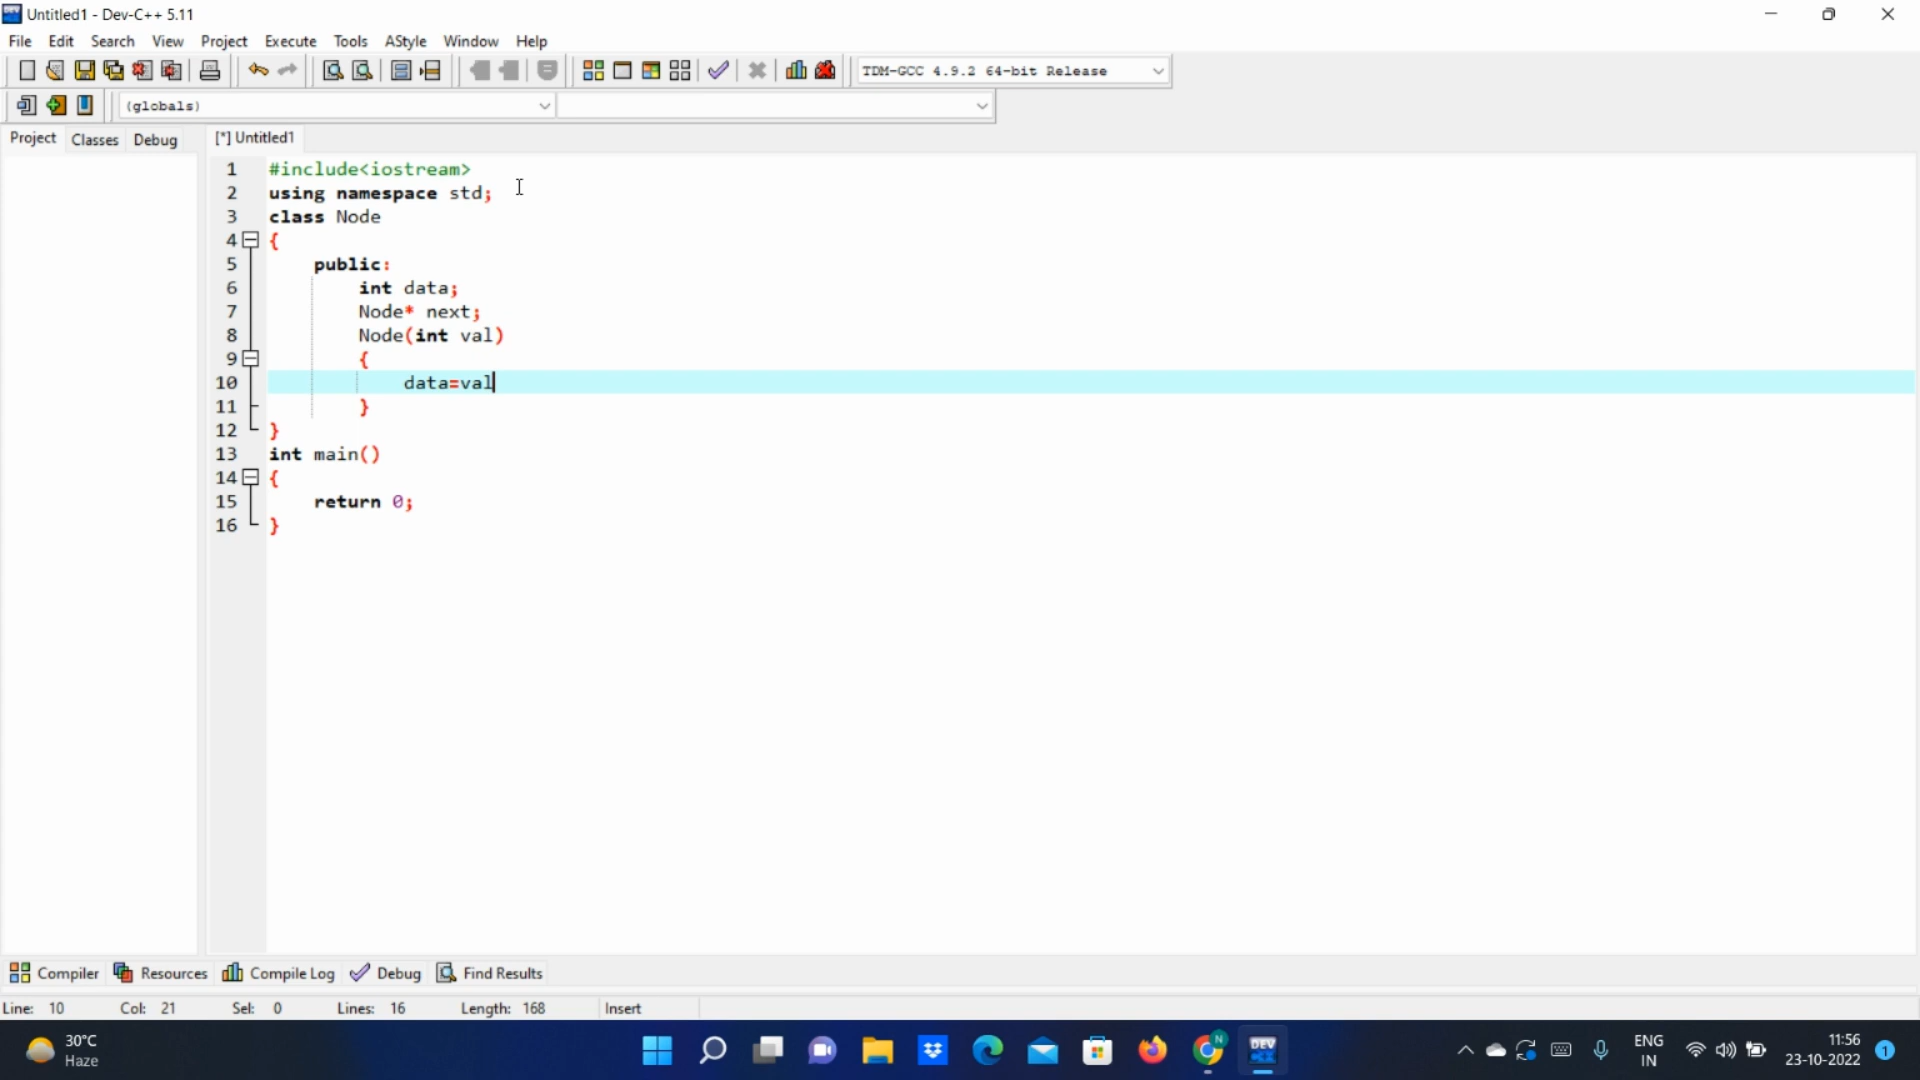 Untitled1 - Dev-C++ 5.11
File Edit Search View Project Execute Tools AStyle Window Help
TDM-GCC 4.9.2 64-bit Release
(globals)
Project Classes Debug [*] Untitled1
1 #include<iostream>
2 using namespace std;
3 class Node
4 {
5 public:
6 int data;
7 Node* next;
8 Node(int val)
9 {
10 data=val
11 }
12 }
13 int main()
14 {
15 return 0;
16 }
Compiler Resources Compile Log Debug Find Results
Line: 10 Col: 21 Sel: 0 Lines: 16 Length: 168 Insert
30°C
Haze
N
DEV
ENG
IN
11:56
23-10-2022
1